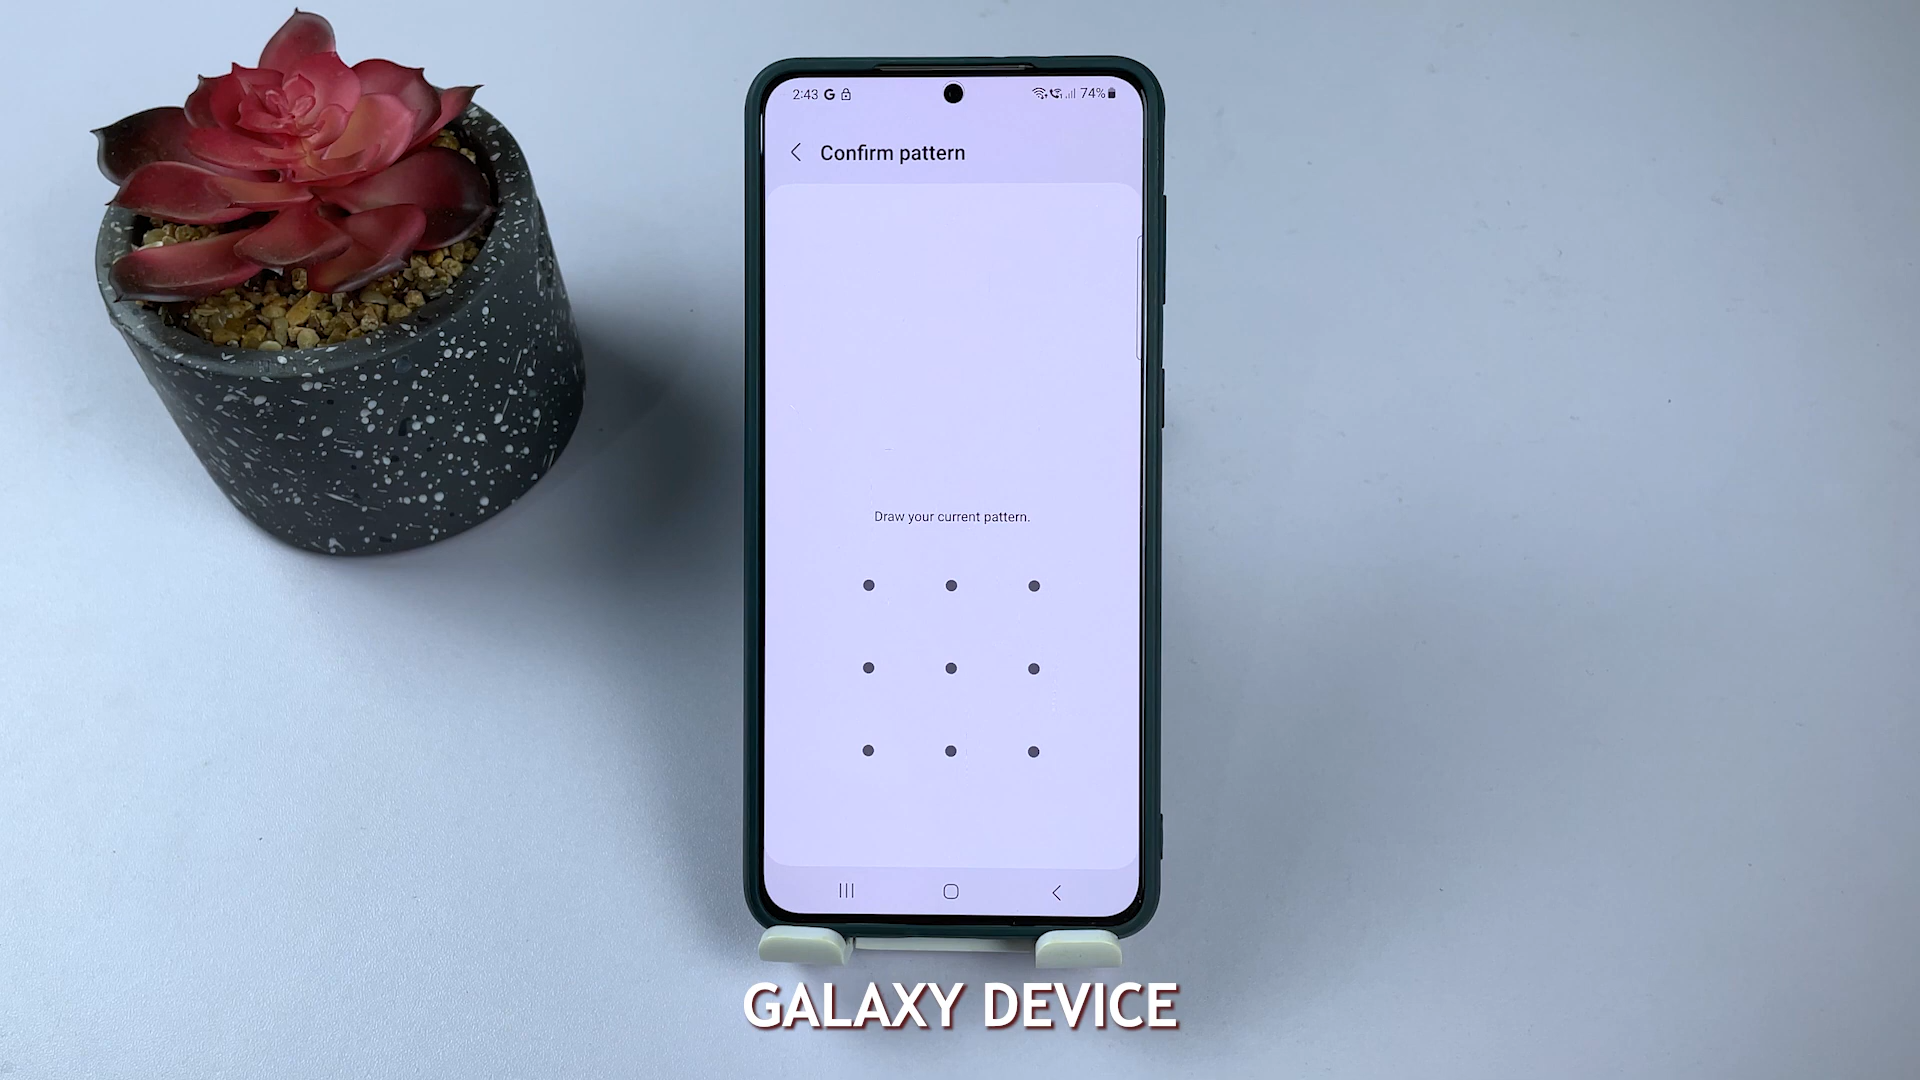 2:43 G 74%
Confirm pattern
Draw your current pattern.
GALAXY DEVICE